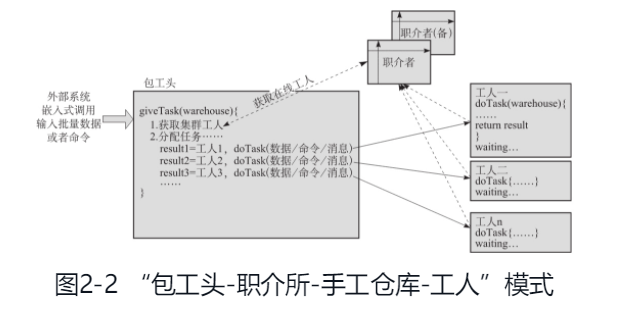 职介者(备)
职介者
包工头
获取在线工人
外部系统
嵌入式调用
输入批量数据
或者命令
giveTask(warehouse){
1.获取集群工人
2.分配任务……
result1=工人1，doTask(数据/命令/消息)
result2=工人2，doTask(数据/命令/消息)
result3=工人3，doTask(数据/命令/消息)
……
}
工人一
doTask(warehouse){
……
return result
}
waiting…
工人二
doTask{……}
waiting…
工人n
doTask{……}
waiting…
图2-2 “包工头-职介所-手工仓库-工人”模式